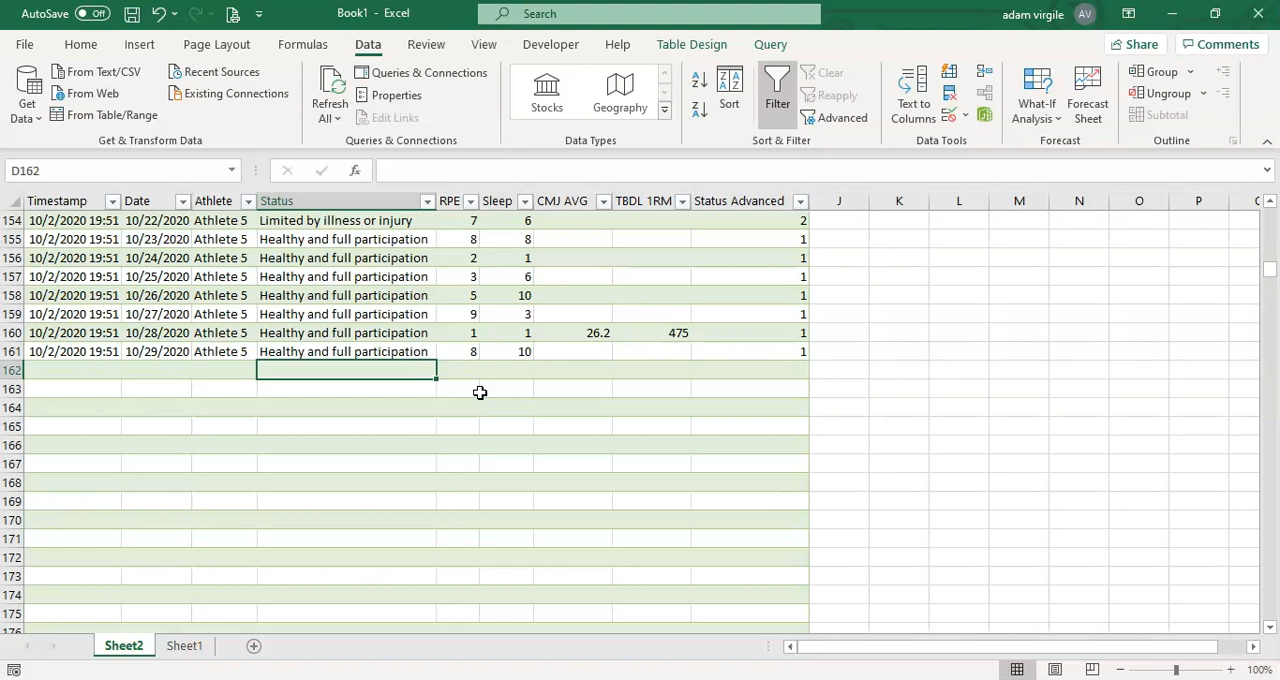 AutoSave Off Book1 - Excel Search adam virgile AV
File Home Insert Page Layout Formulas Data Review View Developer Help Table Design Query Share Comments
Get Data From Text/CSV From Web From Table/Range Recent Sources Existing Connections
Get & Transform Data
Refresh All Queries & Connections Properties Edit Links
Queries & Connections
Stocks Geography
Data Types
Sort Filter Clear Reapply Advanced
Sort & Filter
Text to Columns
Data Tools
What-If Analysis Forecast Sheet
Forecast
Group Ungroup Subtotal
Outline
D162 fx
Timestamp Date Athlete Status RPE Sleep CMJ AVG TBDL 1RM Status Advanced J K L M N O P
154 10/2/2020 19:51 10/22/2020 Athlete 5 Limited by illness or injury 7 6 2
155 10/2/2020 19:51 10/23/2020 Athlete 5 Healthy and full participation 8 8 1
156 10/2/2020 19:51 10/24/2020 Athlete 5 Healthy and full participation 2 1 1
157 10/2/2020 19:51 10/25/2020 Athlete 5 Healthy and full participation 3 6 1
158 10/2/2020 19:51 10/26/2020 Athlete 5 Healthy and full participation 5 10 1
159 10/2/2020 19:51 10/27/2020 Athlete 5 Healthy and full participation 9 3 1
160 10/2/2020 19:51 10/28/2020 Athlete 5 Healthy and full participation 1 1 26.2 475 1
161 10/2/2020 19:51 10/29/2020 Athlete 5 Healthy and full participation 8 10 1
162
163
164
165
166
167
168
169
170
171
172
173
174
175
176
Sheet2 Sheet1
100%